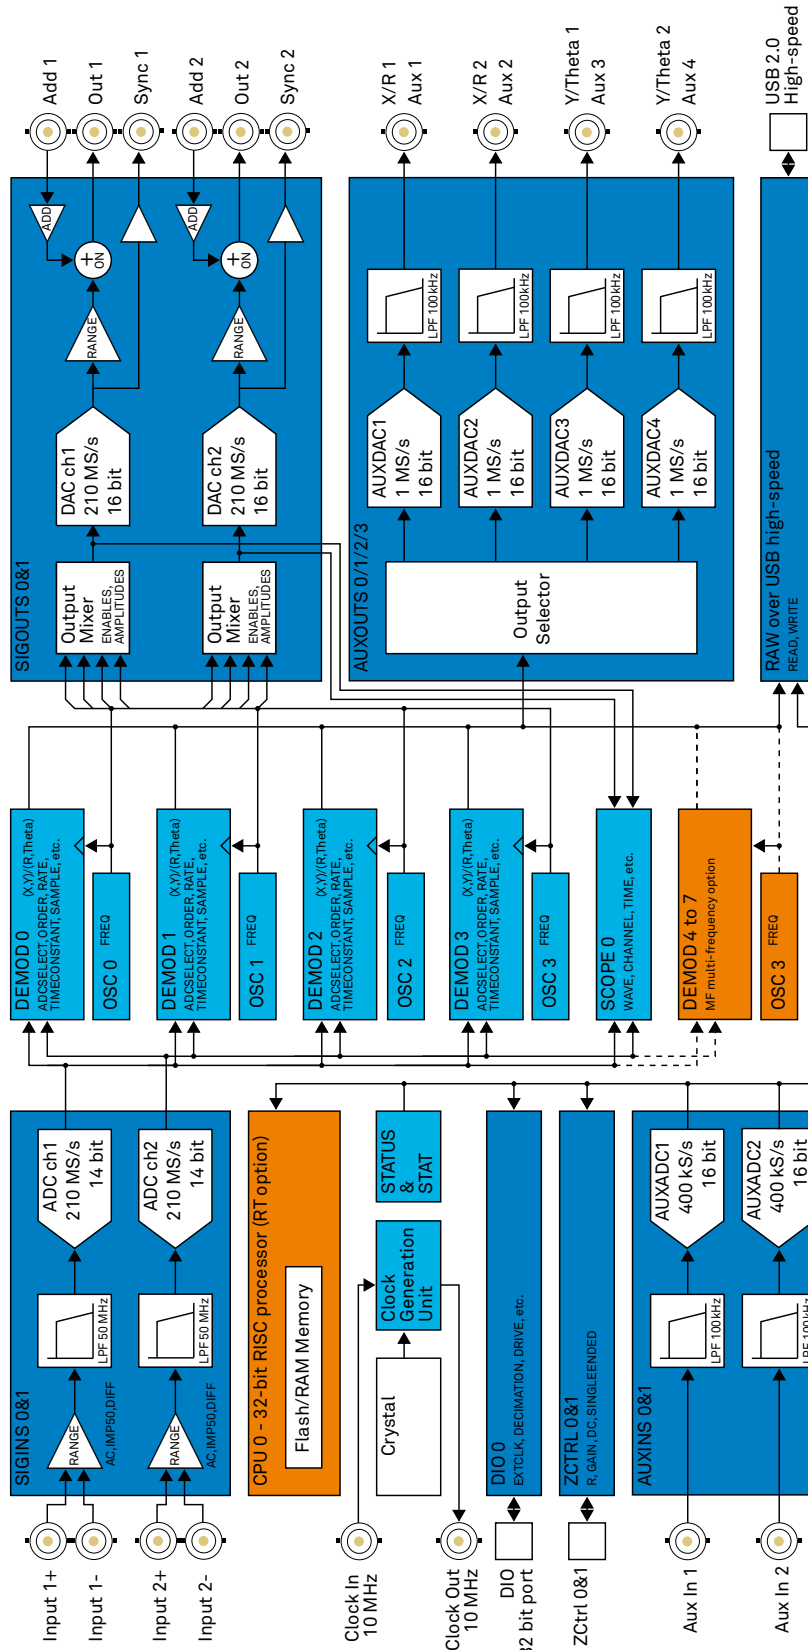 Input 1+
Input 1-
Input 2+
Input 2-
Clock In
10 MHz
Clock Out
10 MHz
DIO
32 bit port
ZCtrl 0&1
Aux In 1
Aux In 2
SIGINS 0&1
RANGE
AC,IMP50,DIFF
LPF 50 MHz
ADC ch1
210 MS/s
14 bit
RANGE
AC,IMP50,DIFF
LPF 50 MHz
ADC ch2
210 MS/s
14 bit
CPU 0 - 32-bit RISC processor (RT option)
Flash/RAM Memory
Crystal
Clock
Generation
Unit
STATUS
&
STAT
DIO 0
EXTCLK, DECIMATION, DRIVE, etc.
ZCTRL 0&1
R, GAIN, DC, SINGLEENDED
AUXINS 0&1
LPF 100kHz
AUXADC1
400 kS/s
16 bit
LPF 100kHz
AUXADC2
400 kS/s
16 bit
DEMOD 0
(X,Y)/(R,Theta)
ADCSELECT, ORDER, RATE,
TIMECONSTANT, SAMPLE, etc.
OSC 0 FREQ
DEMOD 1
(X,Y)/(R,Theta)
ADCSELECT, ORDER, RATE,
TIMECONSTANT, SAMPLE, etc.
OSC 1 FREQ
DEMOD 2
(X,Y)/(R,Theta)
ADCSELECT, ORDER, RATE,
TIMECONSTANT, SAMPLE, etc.
OSC 2 FREQ
DEMOD 3
(X,Y)/(R,Theta)
ADCSELECT, ORDER, RATE,
TIMECONSTANT, SAMPLE, etc.
OSC 3 FREQ
SCOPE 0
WAVE, CHANNEL, TIME, etc.
DEMOD 4 to 7
MF multi-frequency option
OSC 3 FREQ
SIGOUTS 0&1
Output
Mixer
ENABLES,
AMPLITUDES
DAC ch1
210 MS/s
16 bit
RANGE
ADD
+
ON
Output
Mixer
ENABLES,
AMPLITUDES
DAC ch2
210 MS/s
16 bit
RANGE
ADD
+
ON
AUXOUTS 0/1/2/3
Output
Selector
AUXDAC1
1 MS/s
16 bit
LPF 100kHz
AUXDAC2
1 MS/s
16 bit
LPF 100kHz
AUXDAC3
1 MS/s
16 bit
LPF 100kHz
AUXDAC4
1 MS/s
16 bit
LPF 100kHz
RAW over USB high-speed
READ, WRITE
Add 1
Out 1
Sync 1
Add 2
Out 2
Sync 2
X/R 1
Aux 1
X/R 2
Aux 2
Y/Theta 1
Aux 3
Y/Theta 2
Aux 4
USB 2.0
High-speed